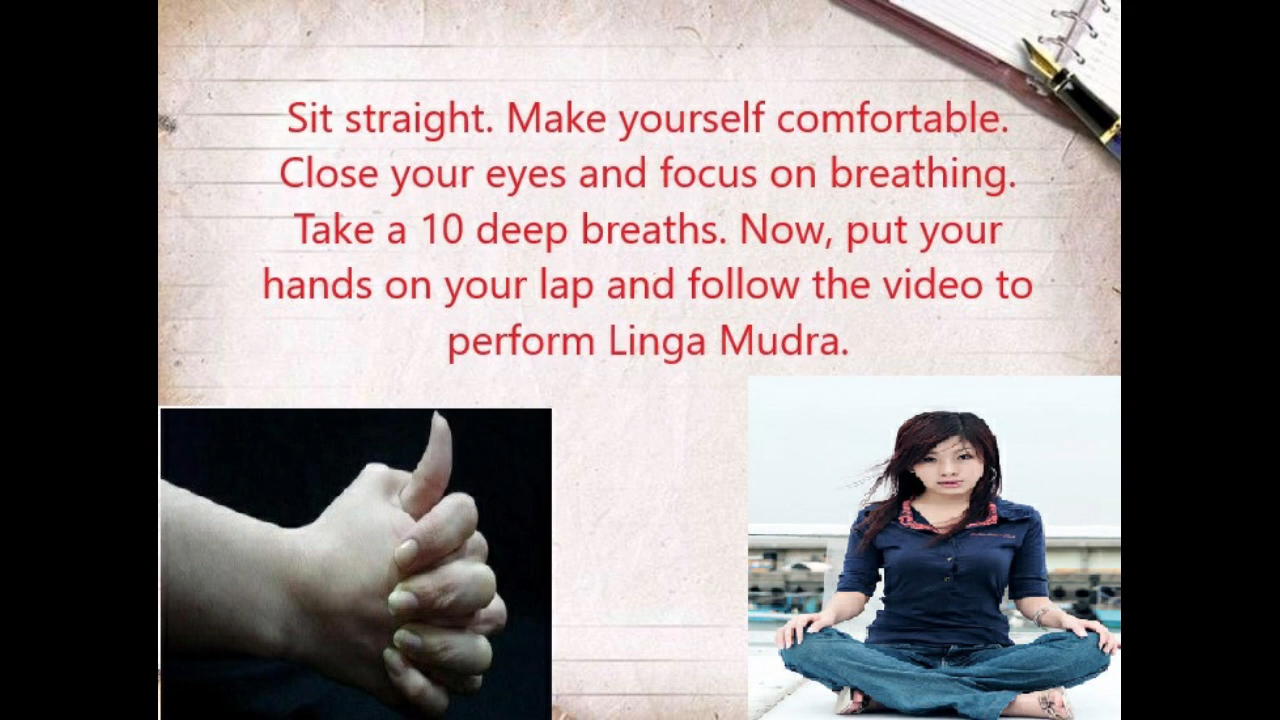 Sit straight. Make yourself comfortable.
Close your eyes and focus on breathing.
Take a 10 deep breaths. Now, put your
hands on your lap and follow the video to
perform Linga Mudra.